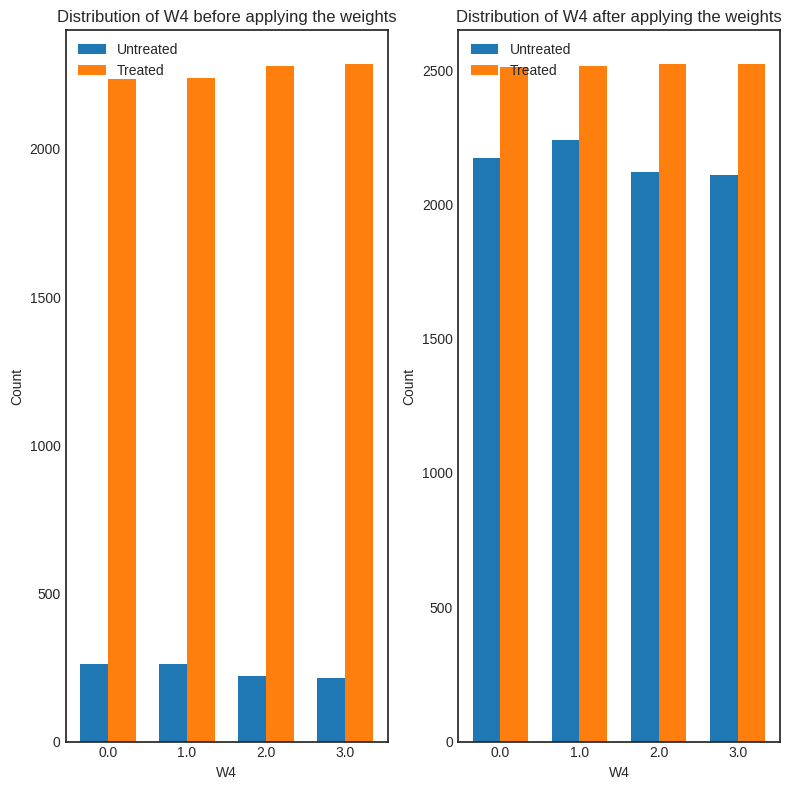 Distribution of W4 before applying the weights
Untreated
Treated
2000
1500
1000
500
0
Count
0.0 1.0 2.0 3.0
W4
Distribution of W4 after applying the weights
Untreated
Treated
2500
2000
1500
1000
500
0
Count
0.0 1.0 2.0 3.0
W4